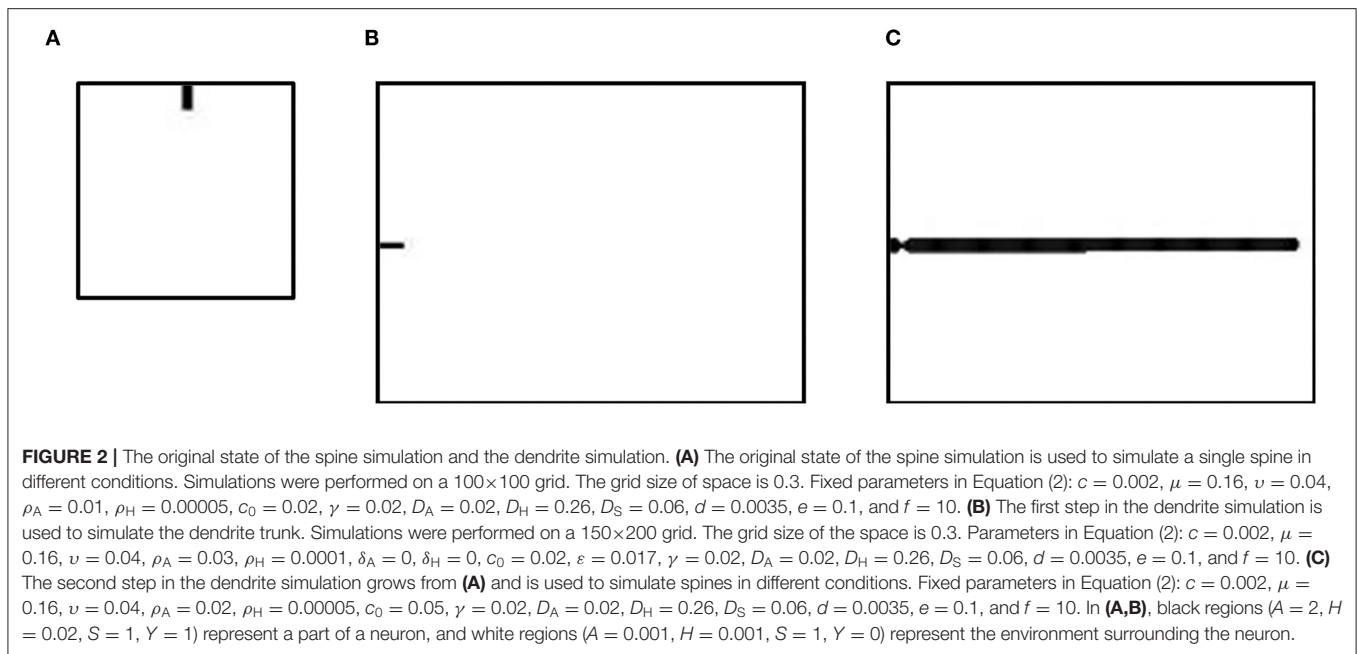 A
B
C
FIGURE 2 | The original state of the spine simulation and the dendrite simulation. (A) The original state of the spine simulation is used to simulate a single spine in
different conditions. Simulations were performed on a 100×100 grid. The grid size of space is 0.3. Fixed parameters in Equation (2): c = 0.002, μ = 0.16, υ = 0.04,
ρA = 0.01, ρH = 0.00005, c0 = 0.02, γ = 0.02, DA = 0.02, DH = 0.26, DS = 0.06, d = 0.0035, e = 0.1, and f = 10. (B) The first step in the dendrite simulation is
used to simulate the dendrite trunk. Simulations were performed on a 150×200 grid. The grid size of the space is 0.3. Parameters in Equation (2): c = 0.002, μ =
0.16, υ = 0.04, ρA = 0.03, ρH = 0.0001, δA = 0, δH = 0, c0 = 0.02, ε = 0.017, γ = 0.02, DA = 0.02, DH = 0.26, DS = 0.06, d = 0.0035, e = 0.1, and f = 10. (C)
The second step in the dendrite simulation grows from (A) and is used to simulate spines in different conditions. Fixed parameters in Equation (2): c = 0.002, μ =
0.16, υ = 0.04, ρA = 0.02, ρH = 0.00005, c0 = 0.05, γ = 0.02, DA = 0.02, DH = 0.26, DS = 0.06, d = 0.0035, e = 0.1, and f = 10. In (A,B), black regions (A = 2, H
= 0.02, S = 1, Y = 1) represent a part of a neuron, and white regions (A = 0.001, H = 0.001, S = 1, Y = 0) represent the environment surrounding the neuron.